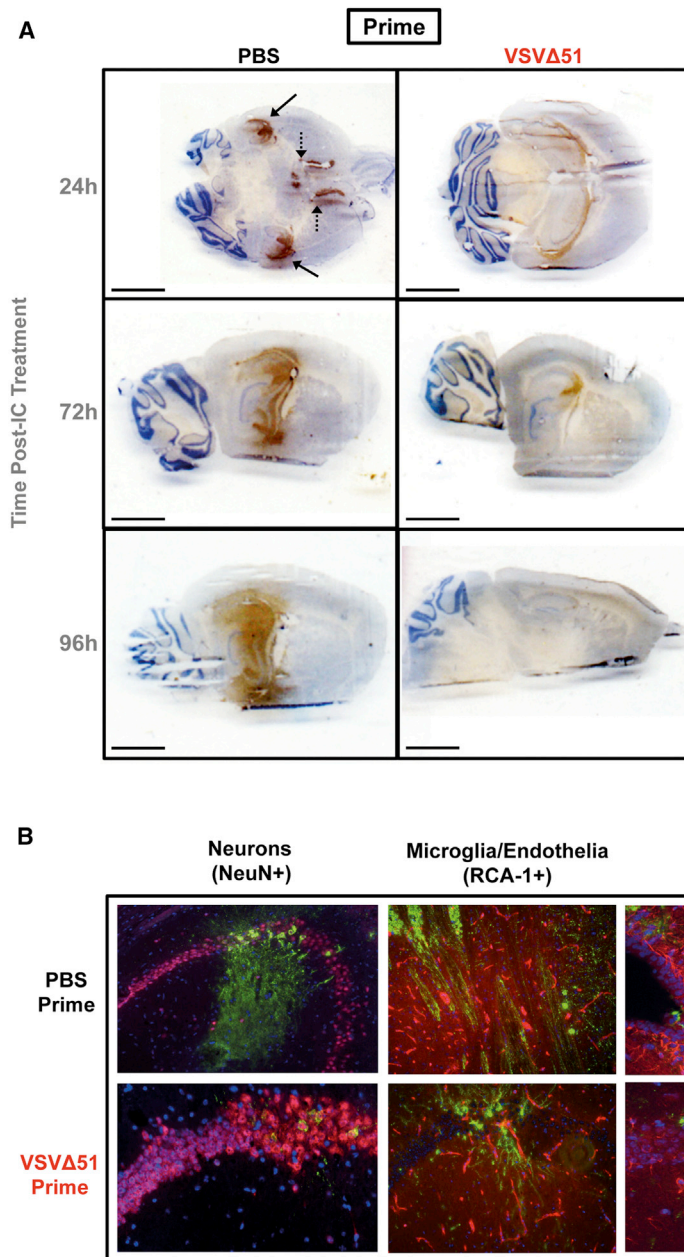 A
Prime
PBS
VSVΔ51
Time Post-IC Treatment
24h
72h
96h
B
Neurons
(NeuN+)
Microglia/Endothelia
(RCA-1+)
PBS
Prime
VSVΔ51
Prime